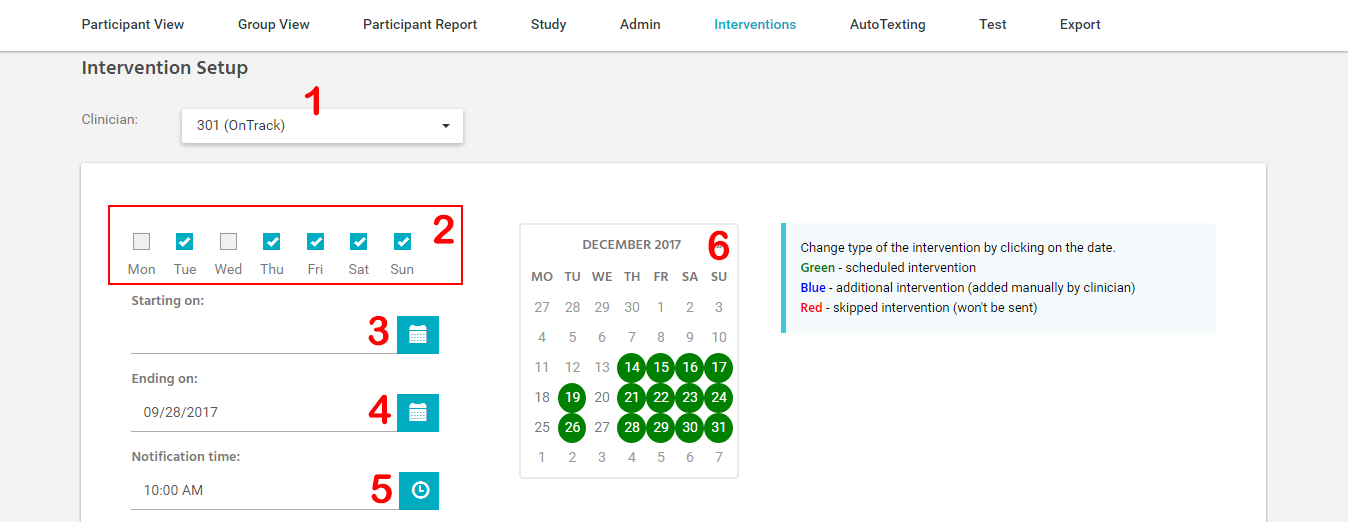 Participant View Group View Participant Report Study Admin Interventions AutoTexting Test Export
Intervention Setup
1
Clinician: 301 (OnTrack)
2
Mon Tue Wed Thu Fri Sat Sun
Starting on:
3
Ending on:
09/28/2017 4
Notification time:
10:00 AM 5
DECEMBER 2017 6
MO TU WE TH FR SA SU
27 28 29 30 1 2 3
4 5 6 7 8 9 10
11 12 13 14 15 16 17
18 19 20 21 22 23 24
25 26 27 28 29 30 31
1 2 3 4 5 6 7
Change type of the intervention by clicking on the date.
Green - scheduled intervention
Blue - additional intervention (added manually by clinician)
Red - skipped intervention (won't be sent)